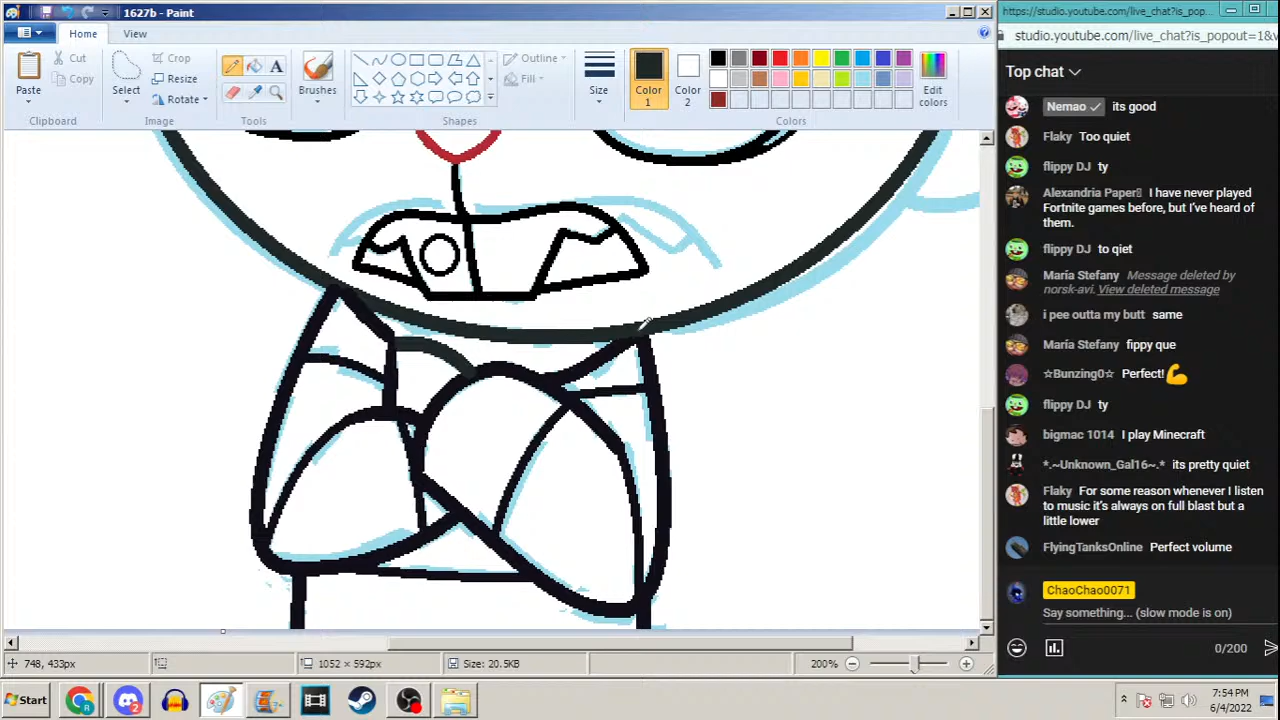 1627b - Paint
https://studio.youtube.com/live_chat?is_pop...
Home
View
studio.youtube.com/live_chat?is_popout=1&v
Paste
Cut
Copy
Clipboard
Select
Crop
Resize
Rotate
Image
Tools
Brushes
Shapes
Outline
Fill
Size
Color 1
Color 2
Edit colors
Colors
Top chat
Nemao its good
Flaky Too quiet
flippy DJ ty
Alexandria Paper I have never played
Fortnite games before, but I've heard of
them.
flippy DJ to qiet
María Stefany Message deleted by
norsk-avi. View deleted message
i pee outta my butt same
María Stefany fippy que
☆Bunzing0☆ Perfect!💪
flippy DJ ty
bigmac 1014 I play Minecraft
*.~Unknown_Gal16~.* its pretty quiet
Flaky For some reason whenever I listen
to music it's always on full blast but a
little lower
FlyingTanksOnline Perfect volume
ChaoChao0071
Say something... (slow mode is on)
0/200
748, 433px
1052 × 592px
Size: 20.5KB
200%
Start
2
7:54 PM
6/4/2022